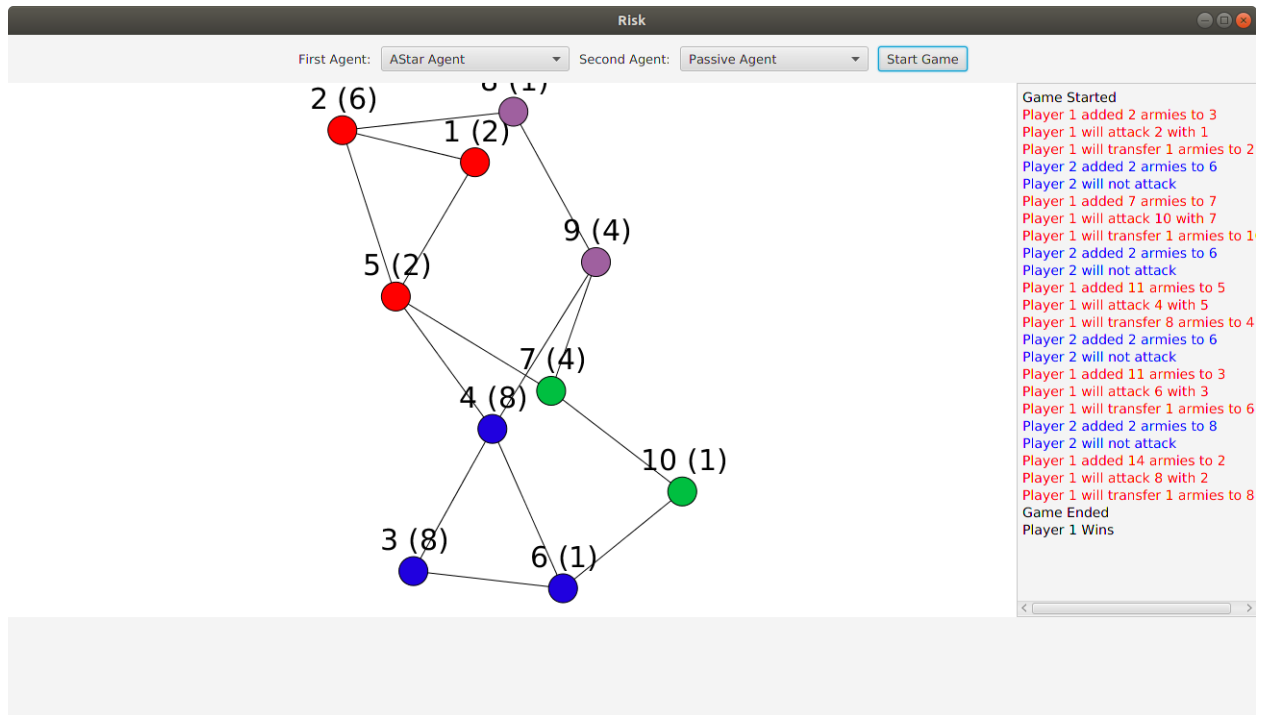 Risk
First Agent: AStar Agent Second Agent: Passive Agent Start Game
2 (6)
8 (1)
1 (2)
9 (4)
5 (2)
7 (4)
4 (8)
10 (1)
3 (8)
6 (1)
Game Started
Player 1 added 2 armies to 3
Player 1 will attack 2 with 1
Player 1 will transfer 1 armies to 2
Player 2 added 2 armies to 6
Player 2 will not attack
Player 1 added 7 armies to 7
Player 1 will attack 10 with 7
Player 1 will transfer 1 armies to 1
Player 2 added 2 armies to 6
Player 2 will not attack
Player 1 added 11 armies to 5
Player 1 will attack 4 with 5
Player 1 will transfer 8 armies to 4
Player 2 added 2 armies to 6
Player 2 will not attack
Player 1 added 11 armies to 3
Player 1 will attack 6 with 3
Player 1 will transfer 1 armies to 6
Player 2 added 2 armies to 8
Player 2 will not attack
Player 1 added 14 armies to 2
Player 1 will attack 8 with 2
Player 1 will transfer 1 armies to 8
Game Ended
Player 1 Wins